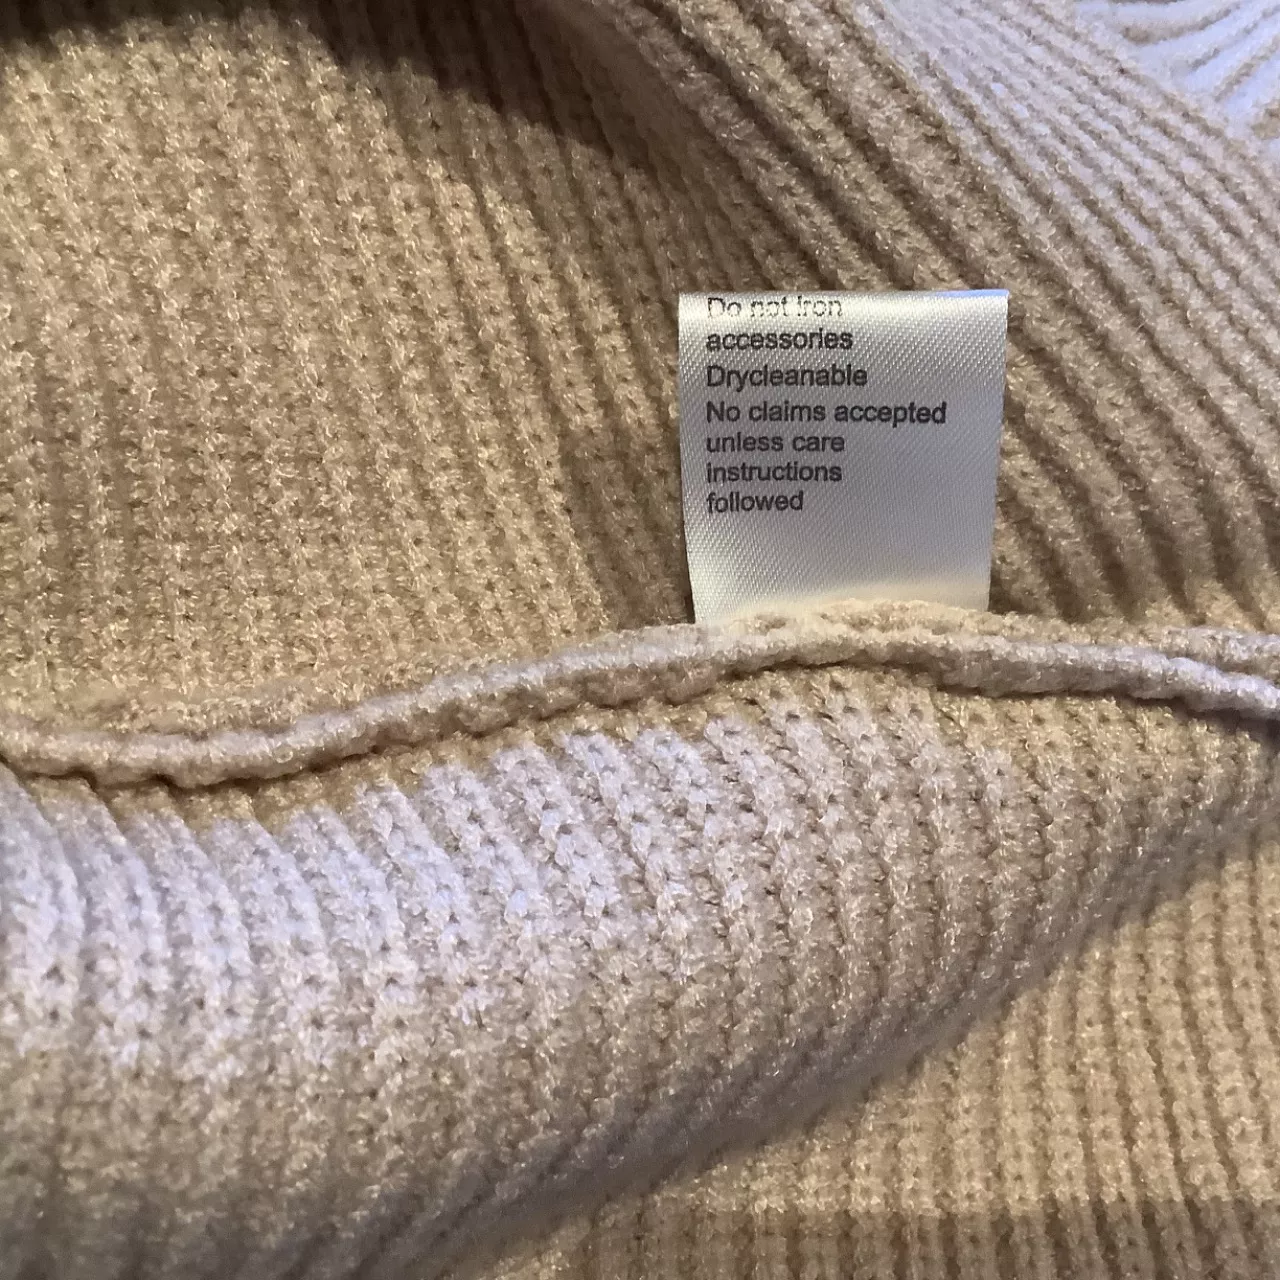 Do not iron
accessories
Drycleanable
No claims accepted
unless care
instructions
followed